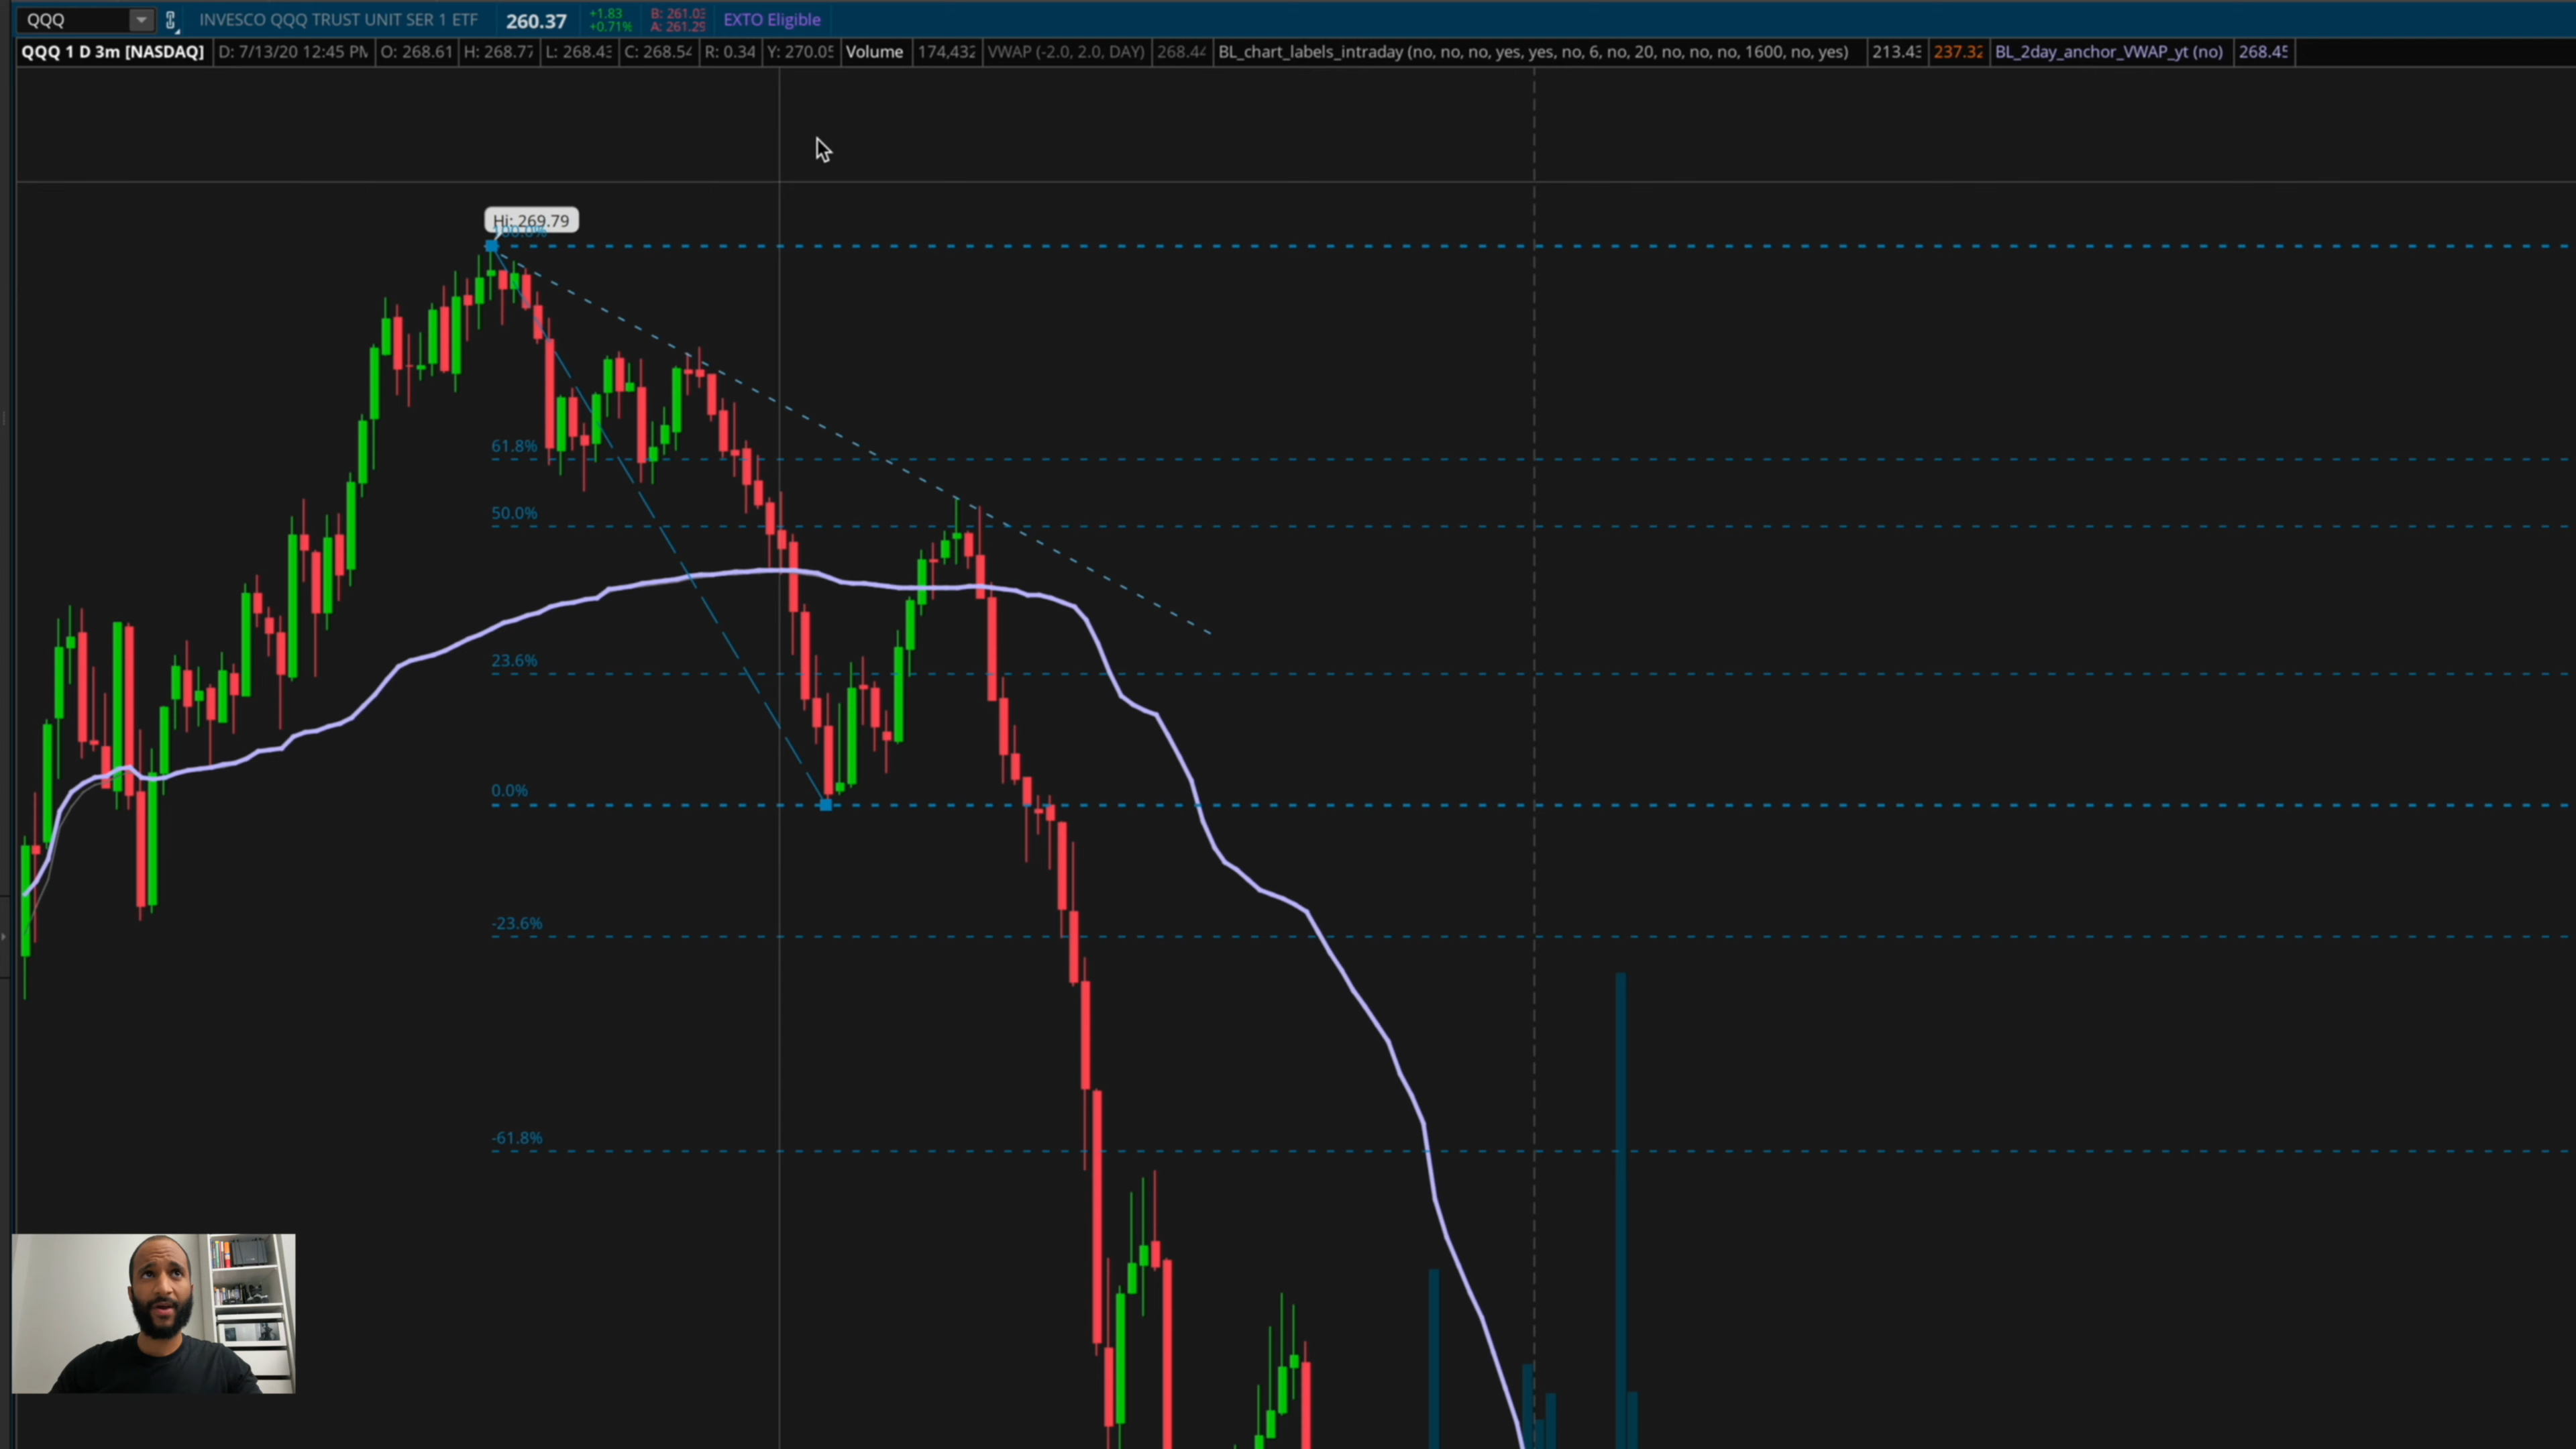 QQQ INVESCO QQQ TRUST UNIT SER 1 ETF 260.37 +1.83 B: 261.03 EXTO Eligible
+0.71% A: 261.29
QQQ 1 D 3m [NASDAQ] D: 7/13/20 12:45 PM O: 268.61 H: 268.77 L: 268.43 C: 268.54 R: 0.34 Y: 270.05 Volume 174,432 VWAP (-2.0, 2.0, DAY) 268.44 BL_chart_labels_intraday (no, no, no, yes, yes, no, 6, no, 20, no, no, no, 1600, no, yes) 213.43 237.32 BL_2day_anchor_VWAP_yt (no) 268.45
Hi: 269.79
100.0%
61.8%
50.0%
23.6%
0.0%
-23.6%
-61.8%